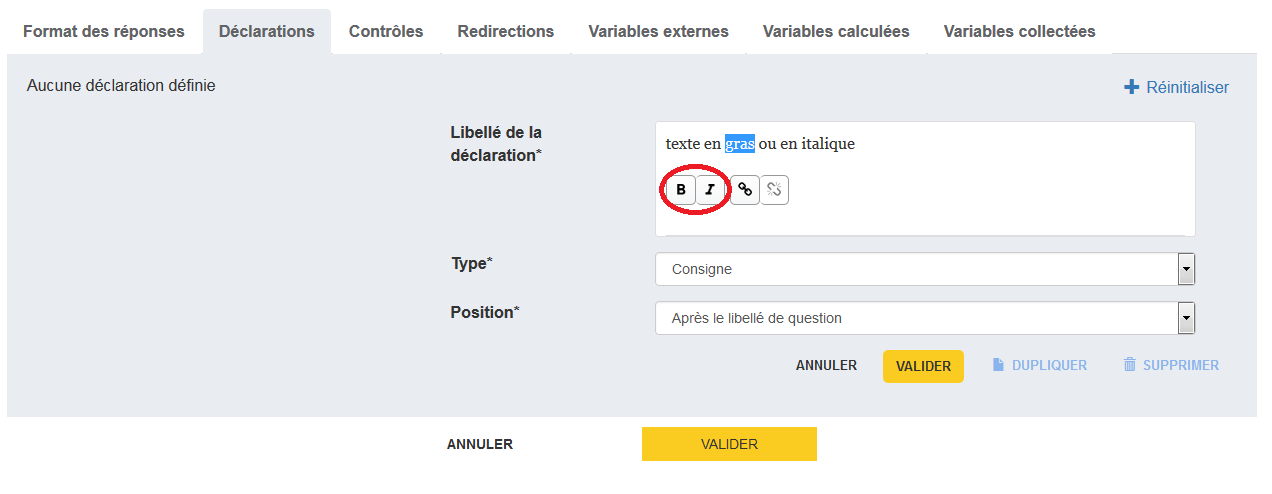 Format des réponses Déclarations Contrôles Redirections Variables externes Variables calculées Variables collectées
Aucune déclaration définie
Réinitialiser
Libellé de la
déclaration*
texte en gras ou en italique
B I
Type*
Consigne
Position*
Après le libellé de question
ANNULER VALIDER DUPLIQUER SUPPRIMER
ANNULER VALIDER